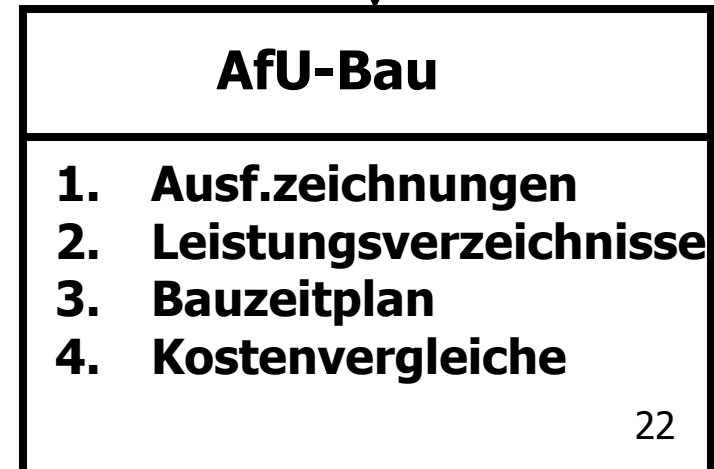 AfU-Bau
1. Ausf.zeichnungen
2. Leistungsverzeichnisse
3. Bauzeitplan
4. Kostenvergleiche
22